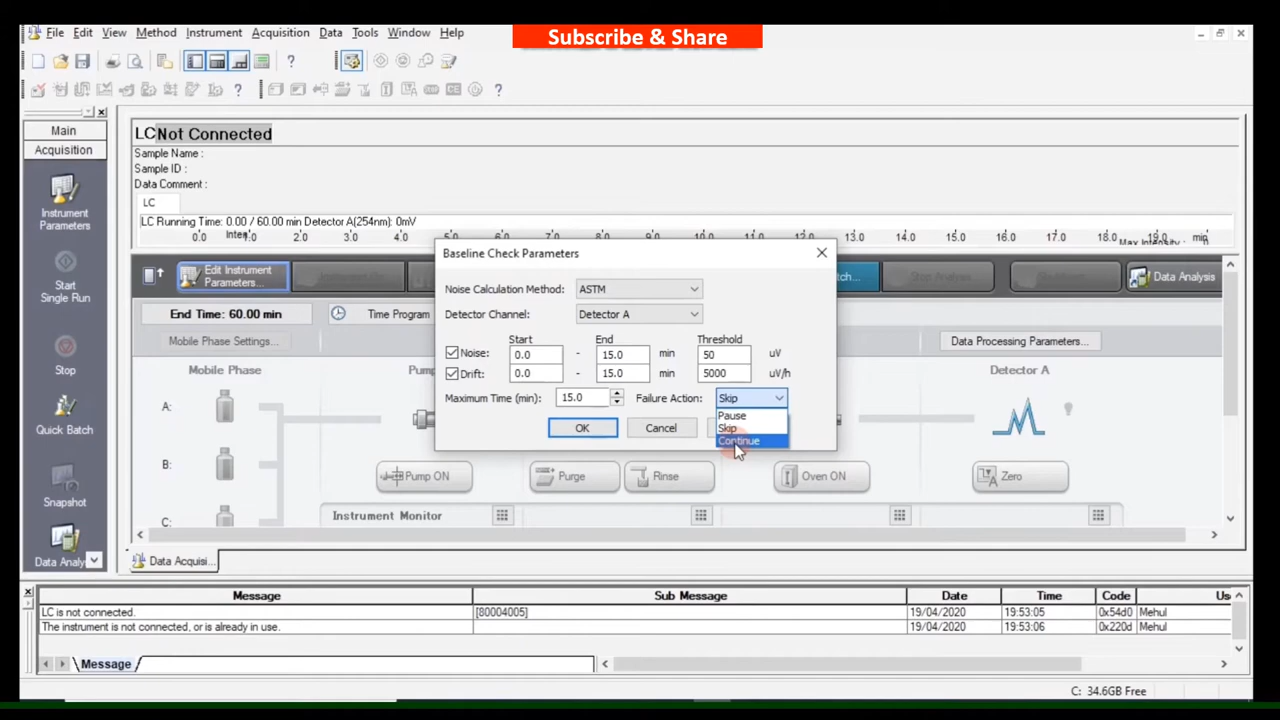 Subscribe & Share
File Edit View Method Instrument Acquisition Data Tools Window Help
Main
Acquisition
Instrument
Parameters
Start
Single Run
Stop
Quick Batch
Snapshot
Data Analy
LC Not Connected
Sample Name :
Sample ID :
Data Comment :
LC
LC Running Time: 0.00 / 60.00 min Detector A(254nm): 0mV
0.0 1.0 2.0 3.0 4.0 13.0 14.0 15.0 16.0 17.0 18.0 min
Edit Instrument
Parameters...
Data Analysis
End Time: 60.00 min
Time Program
Mobile Phase Settings...
Data Processing Parameters...
Mobile Phase
Detector A
A:
B:
C:
Pump ON
Purge
Rinse
Oven ON
Zero
Instrument Monitor
Baseline Check Parameters
Noise Calculation Method: ASTM
Detector Channel: Detector A
Start End Threshold
Noise: 0.0 - 15.0 min 50 uV
Drift: 0.0 - 15.0 min 5000 uV/h
Maximum Time (min): 15.0 Failure Action: Skip
Pause
Skip
Continue
OK Cancel
Data Acquisi...
Message Sub Message Date Time Code
LC is not connected. [80004005] 19/04/2020 19:53:05 0x54d0 Mehul
The instrument is not connected, or is already in use. 19/04/2020 19:53:06 0x220d Mehul
Message
C: 34.6GB Free